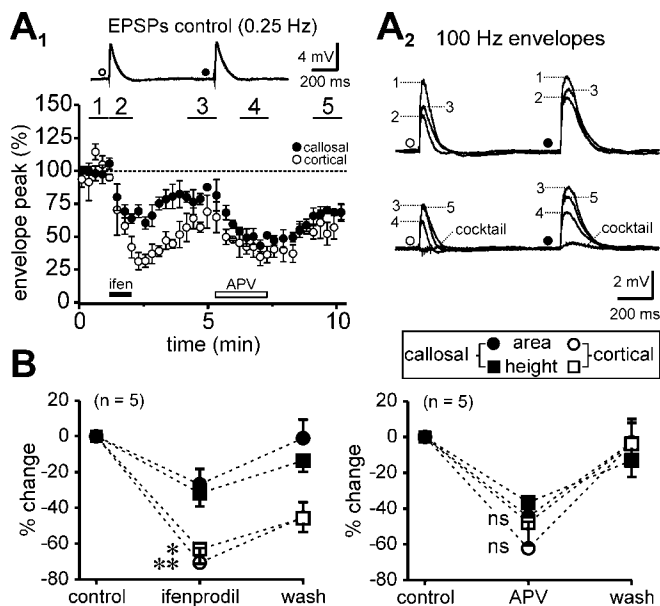 A1
EPSPs control (0.25 Hz)
4 mV
200 ms
1 2 3 4 5
callosal
cortical
150
125
100
75
50
25
0
envelope peak (%)
ifen
APV
0 5 10
time (min)
A2
100 Hz envelopes
1
2
3
1
3
2
3
4
5
cocktail
3
4
5
cocktail
2 mV
200 ms
callosal area cortical
height
B
(n = 5)
20
0
-20
-40
-60
-80
% change
*
**
control ifenprodil wash
(n = 5)
20
0
-20
-40
-60
-80
% change
ns
ns
control APV wash